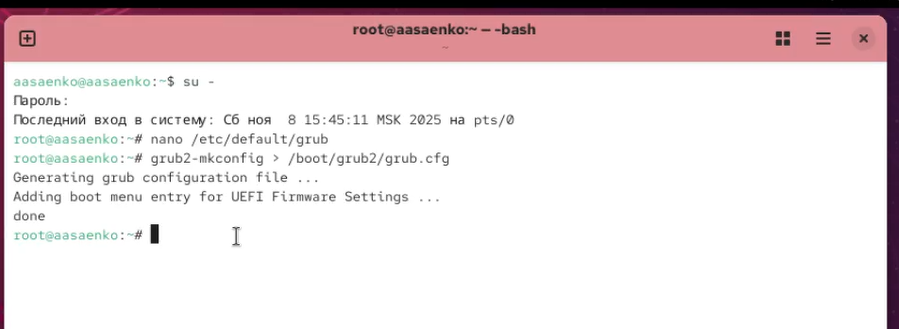 root@aasaenko:~ — -bash
~
aasaenko@aasaenko:~$ su -
Пароль:
Последний вход в систему: Сб ноя  8 15:45:11 MSK 2025 на pts/0
root@aasaenko:~# nano /etc/default/grub
root@aasaenko:~# grub2-mkconfig > /boot/grub2/grub.cfg
Generating grub configuration file ...
Adding boot menu entry for UEFI Firmware Settings ...
done
root@aasaenko:~#